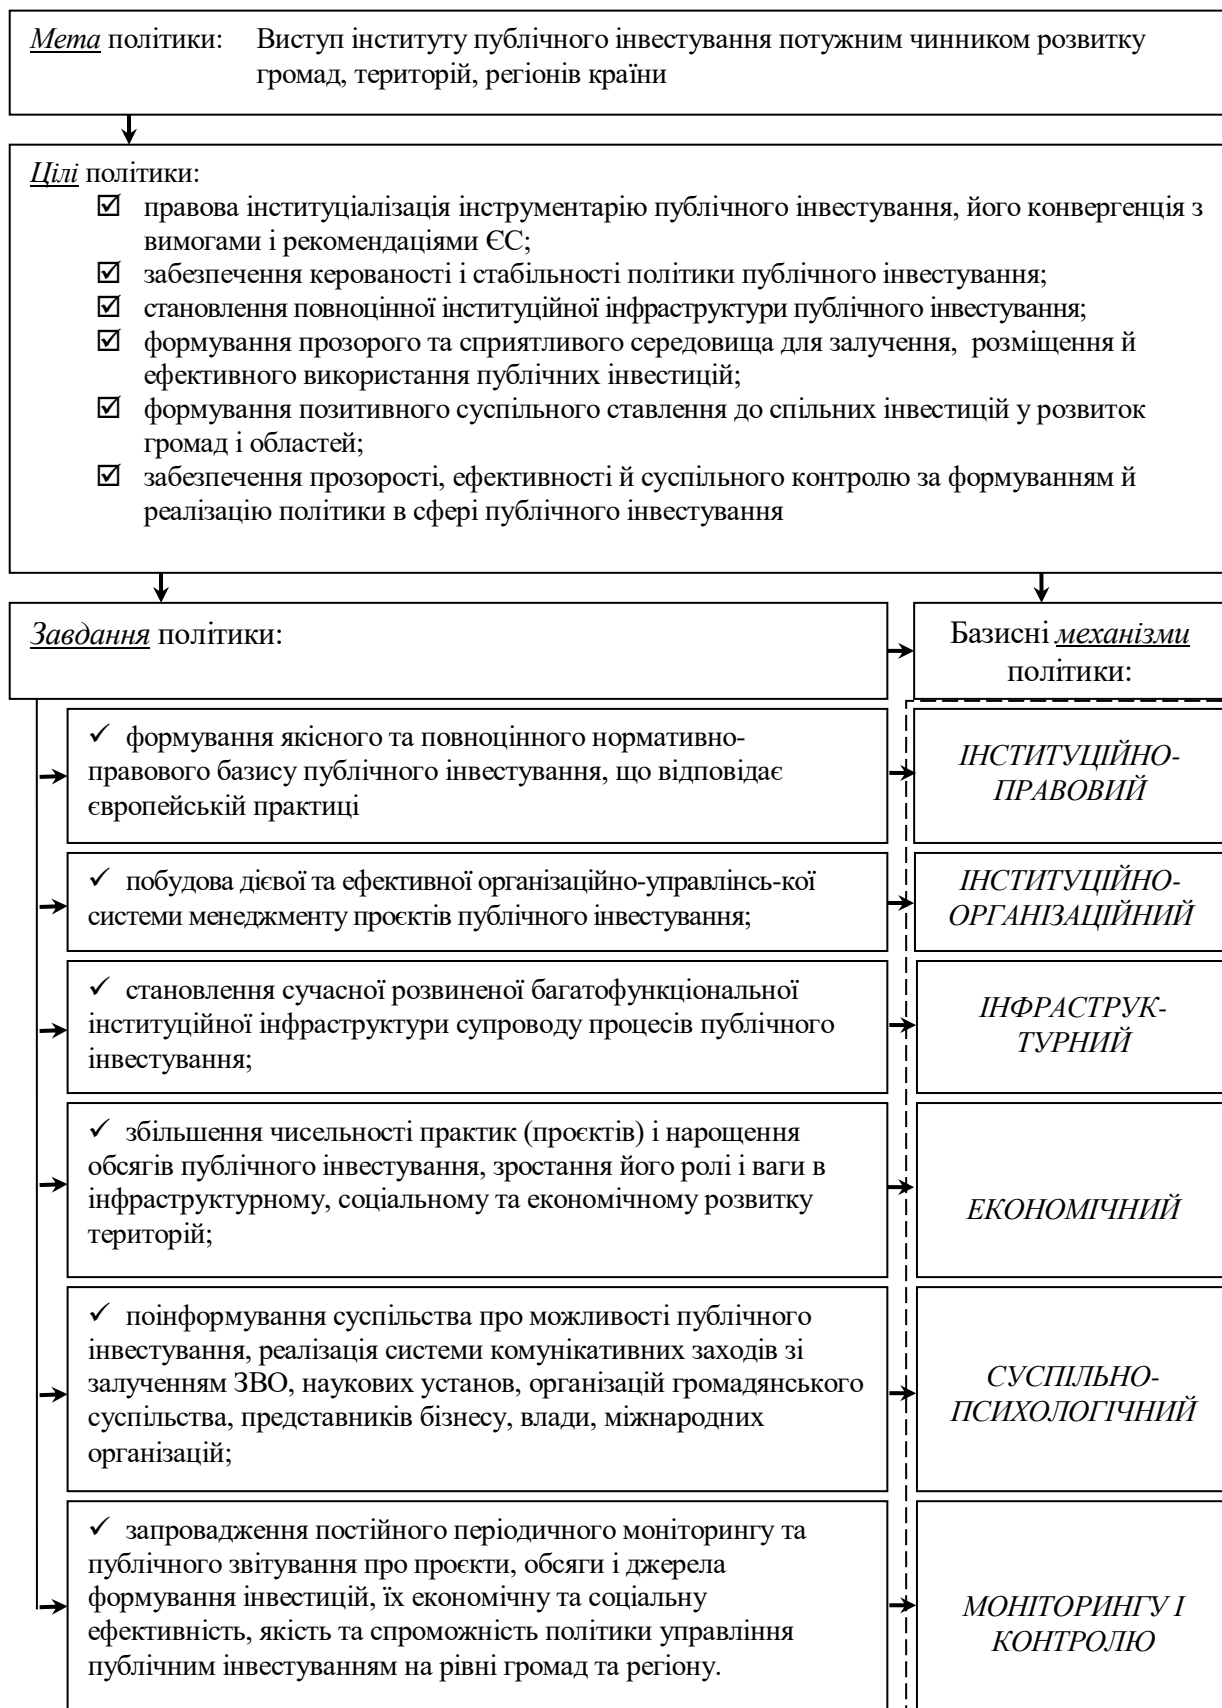 Мета політики: Виступ інституту публічного інвестування потужним чинником розвитку
громад, територій, регіонів країни
Цілі політики:
☑ правова інституціалізація інструментарію публічного інвестування, його конвергенція з
вимогами і рекомендаціями ЄС;
☑ забезпечення керованості і стабільності політики публічного інвестування;
☑ становлення повноцінної інституційної інфраструктури публічного інвестування;
☑ формування прозорого та сприятливого середовища для залучення, розміщення й
ефективного використання публічних інвестицій;
☑ формування позитивного суспільного ставлення до спільних інвестицій у розвиток
громад і областей;
☑ забезпечення прозорості, ефективності й суспільного контролю за формуванням й
реалізацію політики в сфері публічного інвестування
Завдання політики:
Базисні механізми
політики:
✓ формування якісного та повноцінного нормативно-
правового базису публічного інвестування, що відповідає
європейській практиці
ІНСТИТУЦІЙНО-
ПРАВОВИЙ
✓ побудова дієвої та ефективної організаційно-управлінсь-кої
системи менеджменту проєктів публічного інвестування;
ІНСТИТУЦІЙНО-
ОРГАНІЗАЦІЙНИЙ
✓ становлення сучасної розвиненої багатофункціональної
інституційної інфраструктури супроводу процесів публічного
інвестування;
ІНФРАСТРУК-
ТУРНИЙ
✓ збільшення чисельності практик (проєктів) і нарощення
обсягів публічного інвестування, зростання його ролі і ваги в
інфраструктурному, соціальному та економічному розвитку
територій;
ЕКОНОМІЧНИЙ
✓ поінформування суспільства про можливості публічного
інвестування, реалізація системи комунікативних заходів зі
залученням ЗВО, наукових установ, організацій громадянського
суспільства, представників бізнесу, влади, міжнародних
організацій;
СУСПІЛЬНО-
ПСИХОЛОГІЧНИЙ
✓ запровадження постійного періодичного моніторингу та
публічного звітування про проєкти, обсяги і джерела
формування інвестицій, їх економічну та соціальну
ефективність, якість та спроможність політики управління
публічним інвестуванням на рівні громад та регіону.
МОНІТОРИНГУ І
КОНТРОЛЮ